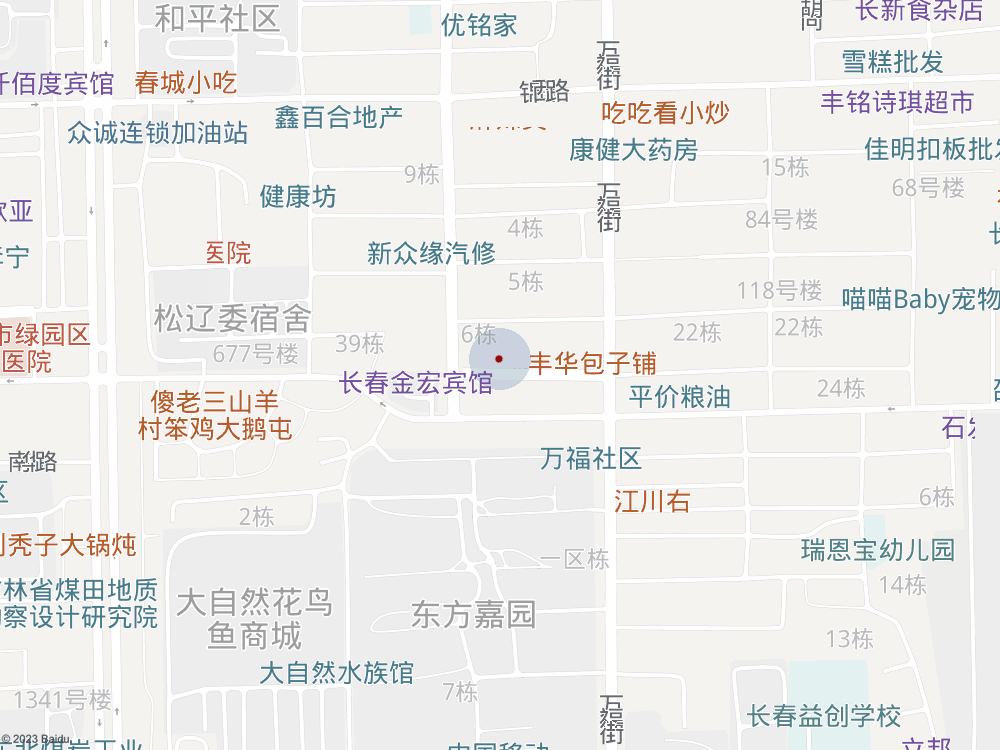 和平社区
优铭家
长新食杂店
雪糕批发
仟佰度宾馆
春城小吃
丰铭诗琪超市
鑫百合地产
吃吃看小炒
众诚连锁加油站
康健大药房
佳明扣板批发
15栋
9栋
68号楼
健康坊
84号楼
4栋
医院
新众缘汽修
5栋
118号楼
喵喵Baby宠物
松辽委宿舍
市绿园区
医院
677号楼
39栋
6栋
22栋
22栋
丰华包子铺
长春金宏宾馆
平价粮油
24栋
傻老三山羊
村笨鸡大鹅屯
万福社区
江川右
6栋
2栋
秃子大锅炖
一区栋
瑞恩宝幼儿园
林省煤田地质
察设计研究院
14栋
大自然花鸟
鱼商城
东方嘉园
13栋
大自然水族馆
7栋
1341号楼
长春益创学校
© 2023 Baidu
中国移动
立邦